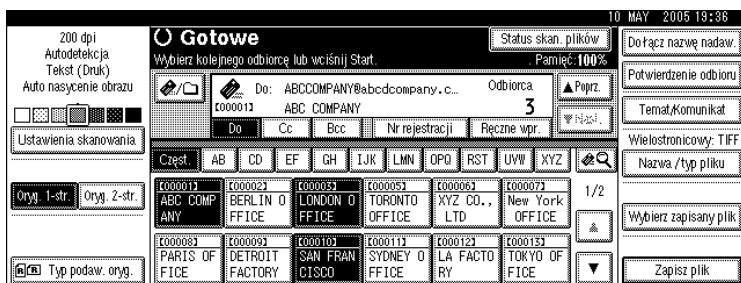 10 MAY 2005 19:36
200 dpi
Autodetekcja
Tekst (Druk)
Auto nasycenie obrazu
Ustawienia skanowania
Oryg. 1-str. Oryg. 2-str.
Typ podaw. oryg.
Gotowe
Status skan. plików
Wybierz kolejnego odbiorcę lub wciśnij Start.
Pamięć:100%
Do: ABCCOMPANY@abcdcompany.c...
Odbiorca
[00001]
ABC COMPANY
3
Poprz.
Nast.
Do Cc Bcc Nr rejestracji Ręczne wpr.
Częst. AB CD EF GH IJK LMN OPQ RST UVW XYZ
[00001] [00002] [00003] [00005] [00006] [00007]
ABC COMP BERLIN O LONDON O TORONTO XYZ CO., New York
ANY FFICE FFICE OFFICE LTD OFFICE
1/2
[00008] [00009] [00010] [00011] [00012] [00013]
PARIS OF DETROIT SAN FRAN SYDNEY O LA FACTO TOKYO OF
FICE FACTORY CISCO FFICE RY FICE
Dołącz nazwę nadaw.
Potwierdzenie odbioru
Temat/Komunikat
Wielostronicowy: TIFF
Nazwa /typ pliku
Wybierz zapisany plik
Zapisz plik